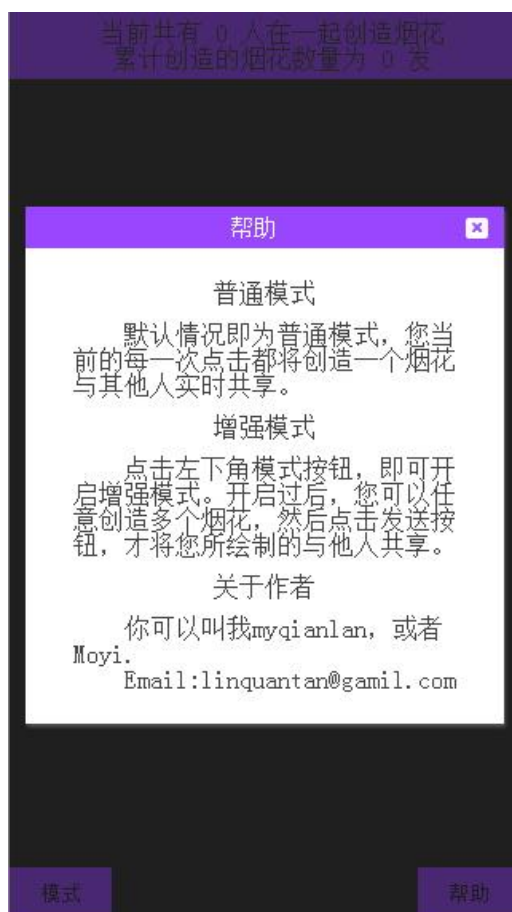 当前共有 0 人在一起创造烟花
累计创造的烟花数量为 0 发
帮助
普通模式
默认情况即为普通模式，您当
前的每一次点击都将创造一个烟花
与其他人实时共享。
增强模式
点击左下角模式按钮，即可开
启增强模式。开启过后，您可以任
意创造多个烟花，然后点击发送按
钮，才将您所绘制的与他人共享。
关于作者
你可以叫我myqianlan，或者
Moyi.
Email:linquantan@gamil.com
模式
帮助